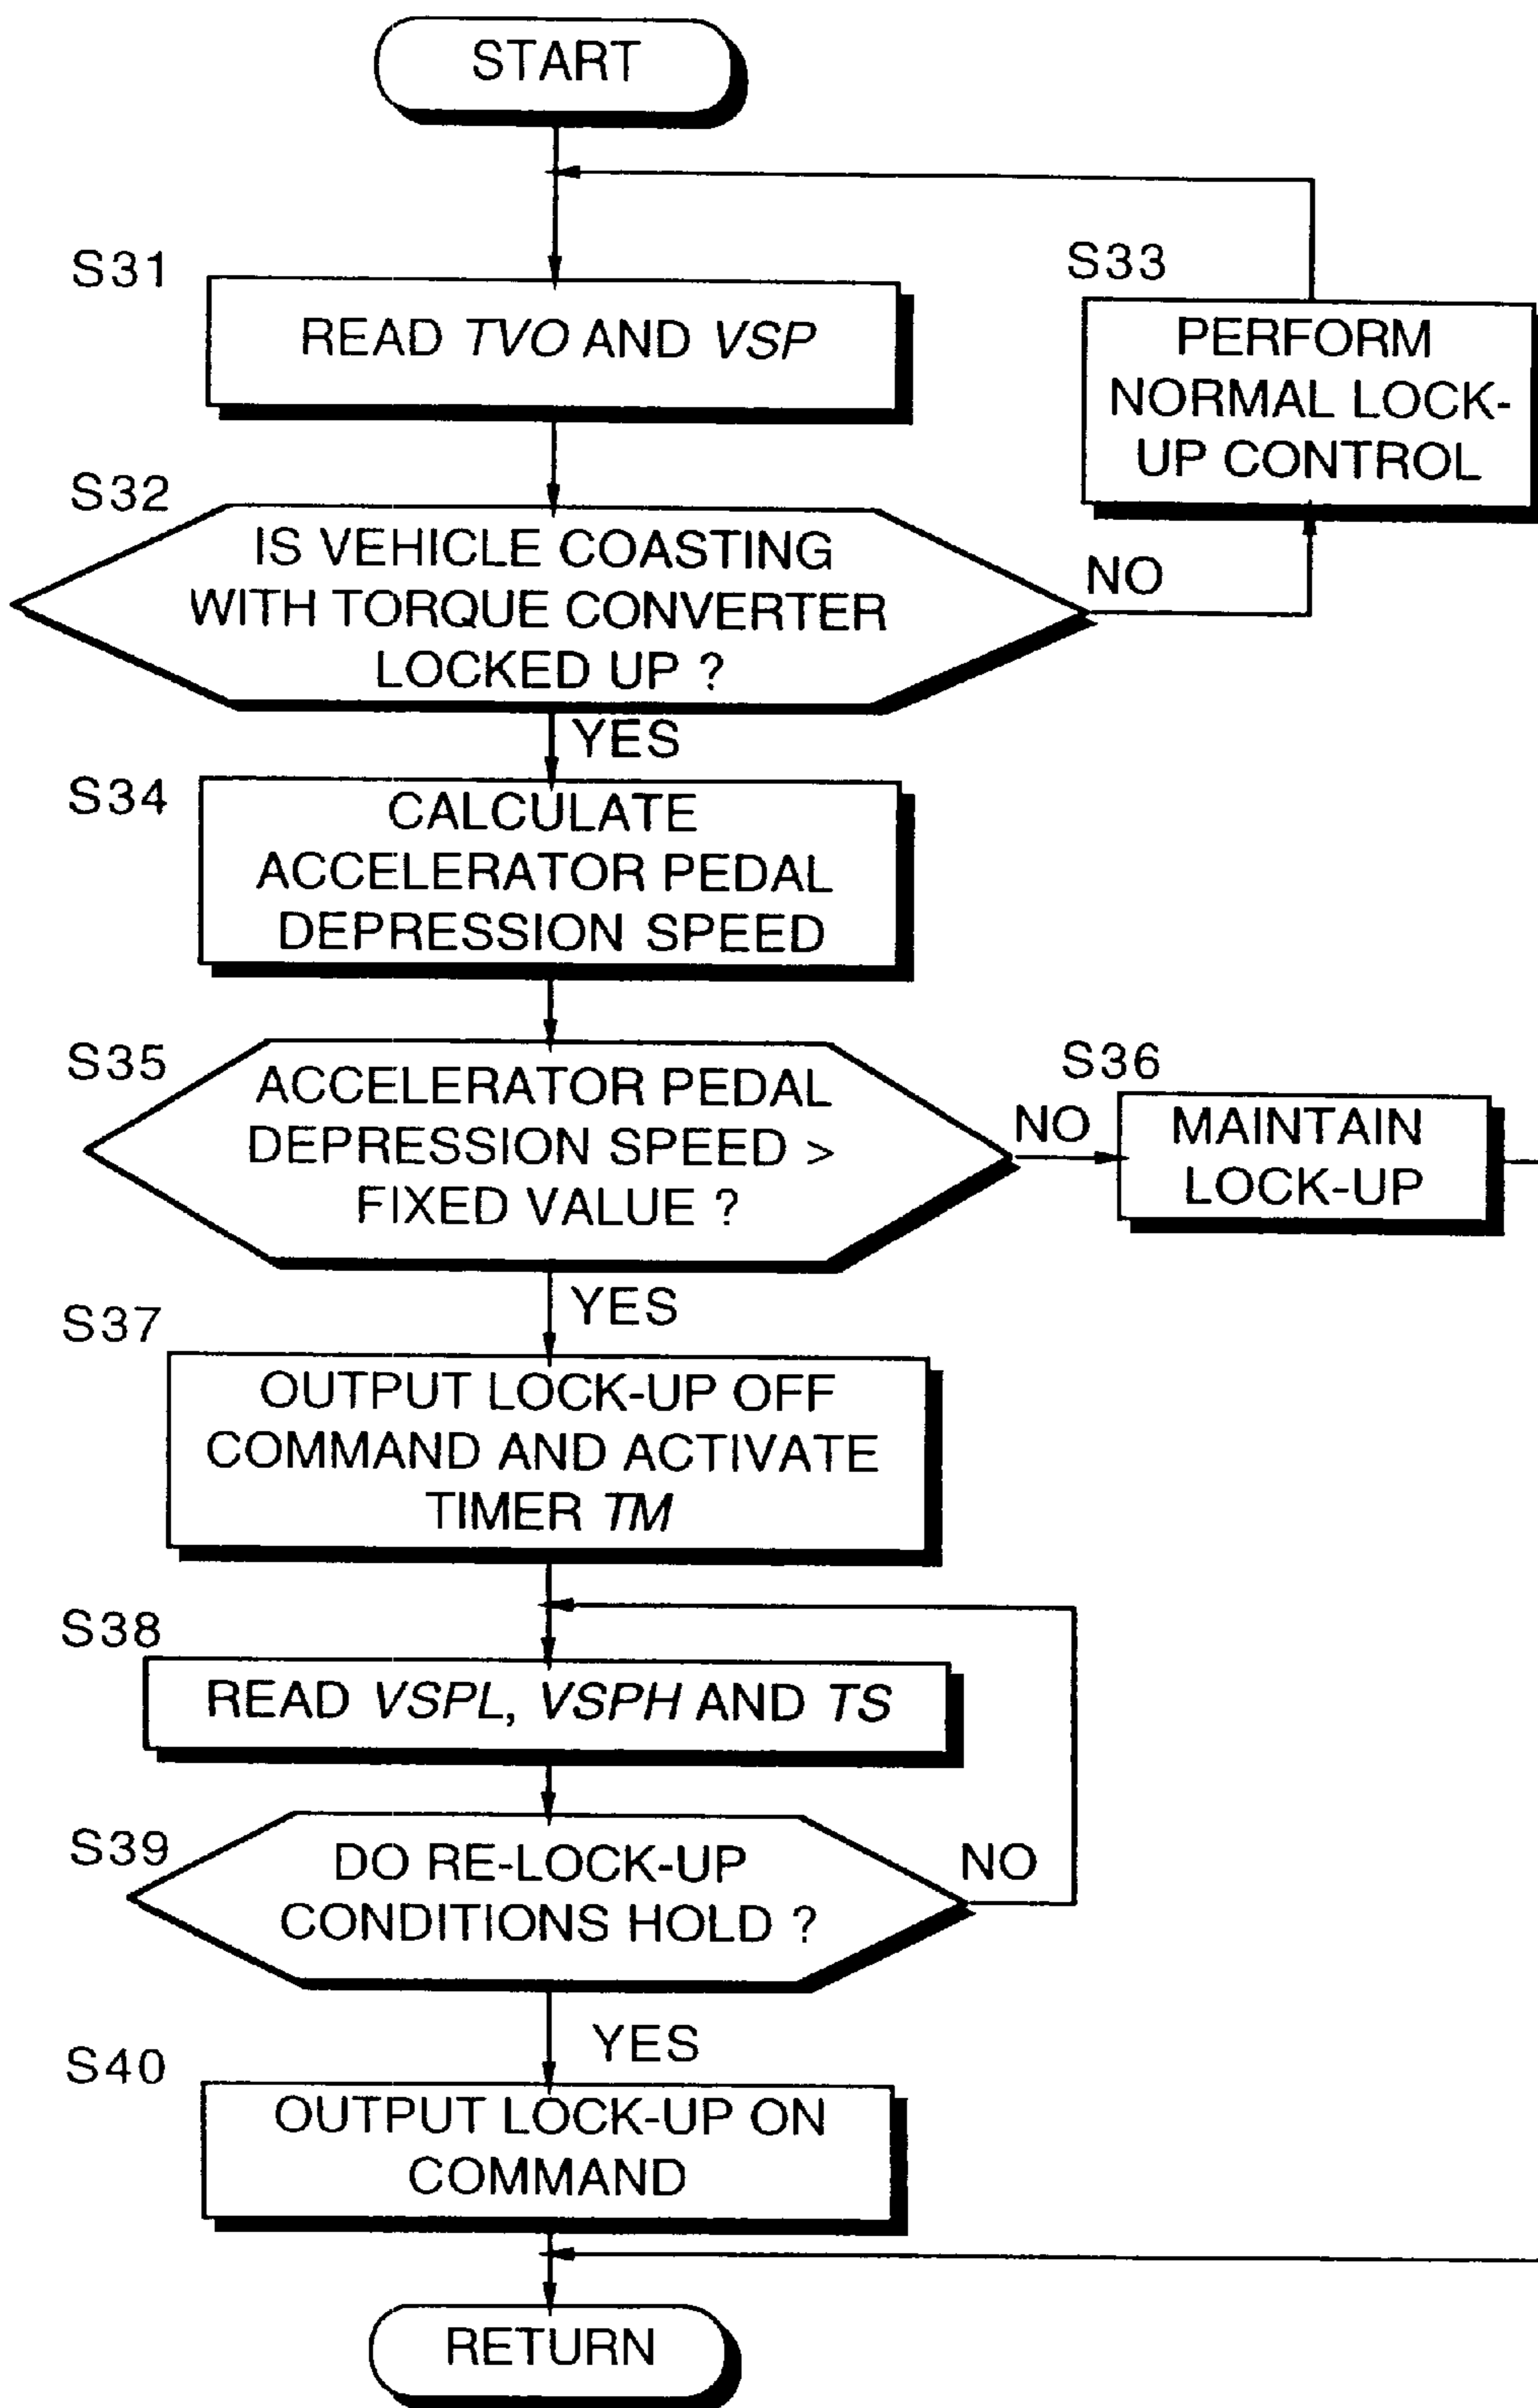 START
S31
READ TVO AND VSP
S33
PERFORM
NORMAL LOCK-
UP CONTROL
S32
IS VEHICLE COASTING
WITH TORQUE CONVERTER
LOCKED UP ?
NO
YES
S34
CALCULATE
ACCELERATOR PEDAL
DEPRESSION SPEED
S35
ACCELERATOR PEDAL
DEPRESSION SPEED >
FIXED VALUE ?
NO
S36
MAINTAIN
LOCK-UP
YES
S37
OUTPUT LOCK-UP OFF
COMMAND AND ACTIVATE
TIMER TM
S38
READ VSPL, VSPH AND TS
S39
DO RE-LOCK-UP
CONDITIONS HOLD ?
NO
YES
S40
OUTPUT LOCK-UP ON
COMMAND
RETURN